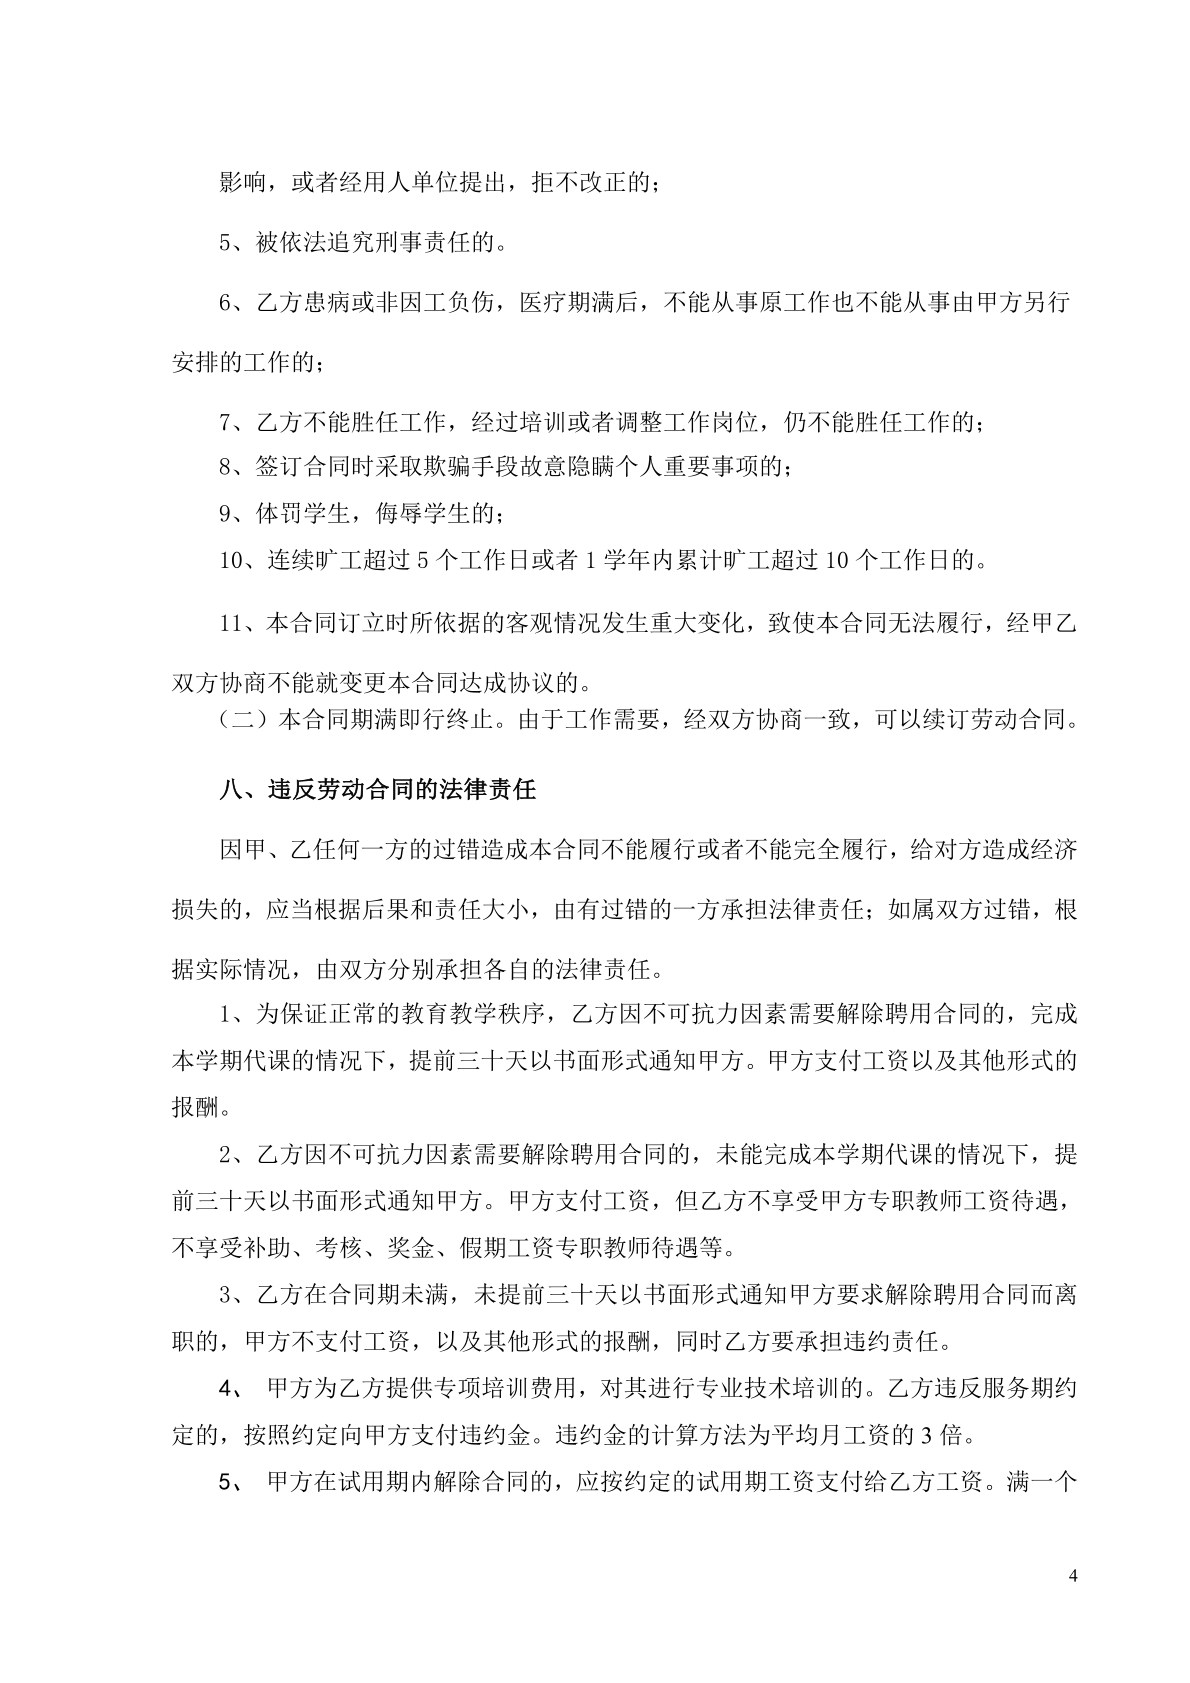 影响，或者经用人单位提出，拒不改正的；
5、被依法追究刑事责任的。
6、乙方患病或非因工负伤，医疗期满后，不能从事原工作也不能从事由甲方另行
安排的工作的；
7、乙方不能胜任工作，经过培训或者调整工作岗位，仍不能胜任工作的；
8、签订合同时采取欺骗手段故意隐瞒个人重要事项的；
9、体罚学生，侮辱学生的；
10、连续旷工超过 5 个工作日或者 1 学年内累计旷工超过 10 个工作日的。
11、本合同订立时所依据的客观情况发生重大变化，致使本合同无法履行，经甲乙
双方协商不能就变更本合同达成协议的。
（二）本合同期满即行终止。由于工作需要，经双方协商一致，可以续订劳动合同。
八、违反劳动合同的法律责任
因甲、乙任何一方的过错造成本合同不能履行或者不能完全履行，给对方造成经济
损失的，应当根据后果和责任大小，由有过错的一方承担法律责任；如属双方过错，根
据实际情况，由双方分别承担各自的法律责任。
1、为保证正常的教育教学秩序，乙方因不可抗力因素需要解除聘用合同的，完成
本学期代课的情况下，提前三十天以书面形式通知甲方。甲方支付工资以及其他形式的
报酬。
2、乙方因不可抗力因素需要解除聘用合同的，未能完成本学期代课的情况下，提
前三十天以书面形式通知甲方。甲方支付工资，但乙方不享受甲方专职教师工资待遇，
不享受补助、考核、奖金、假期工资专职教师待遇等。
3、乙方在合同期未满，未提前三十天以书面形式通知甲方要求解除聘用合同而离
职的，甲方不支付工资，以及其他形式的报酬，同时乙方要承担违约责任。
4、 甲方为乙方提供专项培训费用，对其进行专业技术培训的。乙方违反服务期约
定的，按照约定向甲方支付违约金。违约金的计算方法为平均月工资的 3 倍。
5、 甲方在试用期内解除合同的，应按约定的试用期工资支付给乙方工资。满一个
4